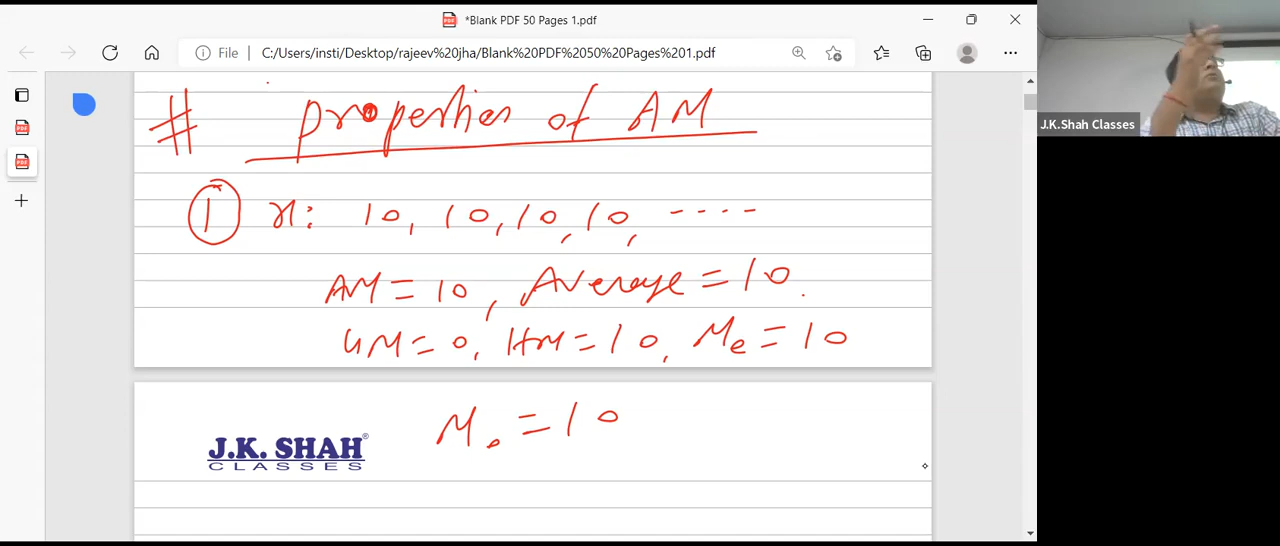 *Blank PDF 50 Pages 1.pdf
File C:/Users/insti/Desktop/rajeev%20jha/Blank%20PDF%2050%20Pages%201.pdf
J.K.Shah Classes
# properties of AM
1 x: 10, 10, 10, 10, ----
AM = 10, Average = 10.
GM = 0, HM = 10, Me = 10
Mo = 10
J.K. SHAH®
CLASSES